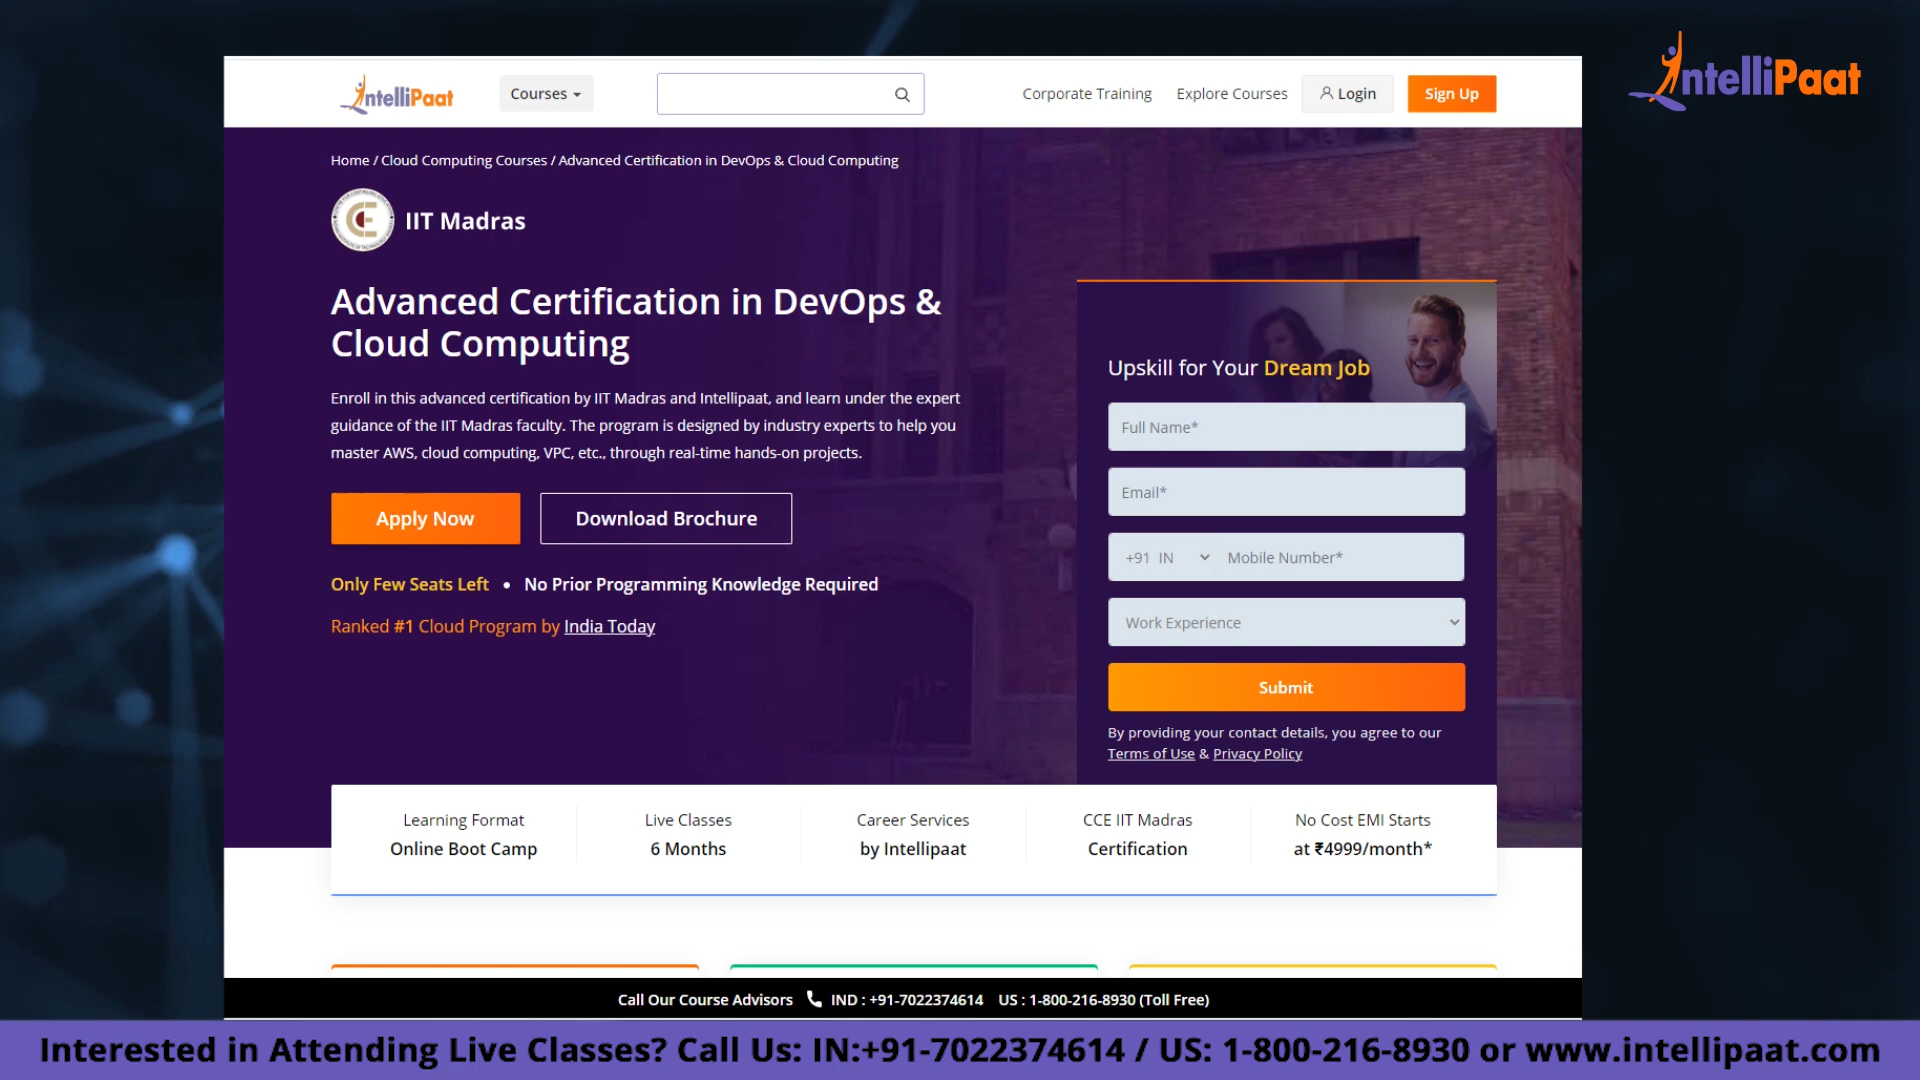 IntelliPaat
IntelliPaat
Courses
Corporate Training
Explore Courses
Login
Sign Up
Home / Cloud Computing Courses / Advanced Certification in DevOps & Cloud Computing
IIT Madras
Advanced Certification in DevOps &
Cloud Computing
Enroll in this advanced certification by IIT Madras and Intellipaat, and learn under the expert
guidance of the IIT Madras faculty. The program is designed by industry experts to help you
master AWS, cloud computing, VPC, etc., through real-time hands-on projects.
Apply Now
Download Brochure
Only Few Seats Left • No Prior Programming Knowledge Required
Ranked #1 Cloud Program by India Today
Upskill for Your Dream Job
Full Name*
Email*
+91 IN
Mobile Number*
Work Experience
Submit
By providing your contact details, you agree to our
Terms of Use & Privacy Policy
Learning Format
Online Boot Camp
Live Classes
6 Months
Career Services
by Intellipaat
CCE IIT Madras
Certification
No Cost EMI Starts
at ₹4999/month*
Call Our Course Advisors IND : +91-7022374614 US : 1-800-216-8930 (Toll Free)
Interested in Attending Live Classes? Call Us: IN:+91-7022374614 / US: 1-800-216-8930 or www.intellipaat.com